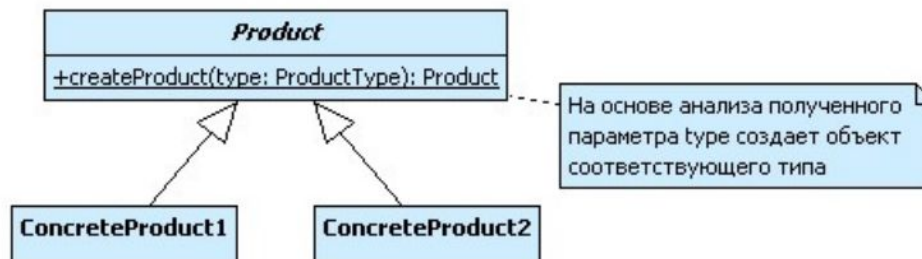 Product
+createProduct(type: ProductType): Product
На основе анализа полученного
параметра type создает объект
соответствующего типа
ConcreteProduct1
ConcreteProduct2